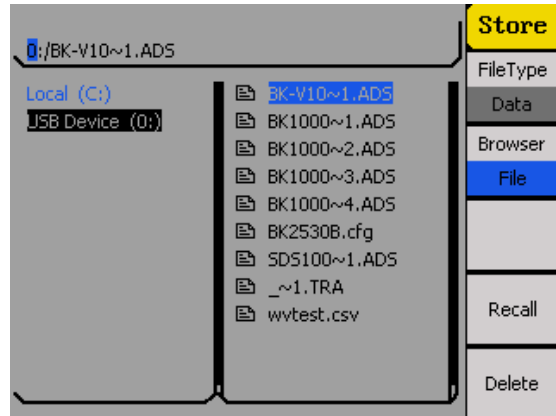 0:/BK-V10~1.ADS
Local (C:)
USB Device (0:)
BK-V10~1.ADS
BK1000~1.ADS
BK1000~2.ADS
BK1000~3.ADS
BK1000~4.ADS
BK2530B.cfg
SDS100~1.ADS
_~1.TRA
wvtest.csv
Store
FileType
Data
Browser
File
Recall
Delete